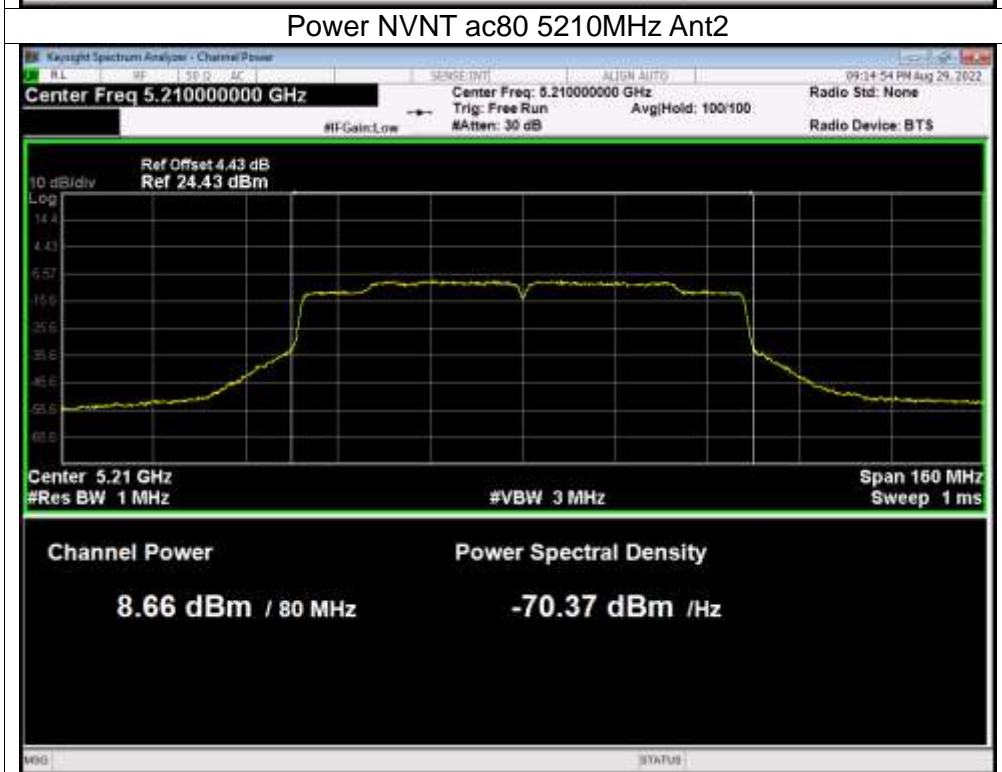 Power NVNT ac80 5210MHz Ant2
Keysight Spectrum Analyzer - Channel Power
RL RF 50 Ω AC SENSE:INT ALIGN AUTO 09:14:54 PM Aug 29, 2022
Center Freq 5.210000000 GHz Center Freq: 5.210000000 GHz Radio Std: None
Trig: Free Run Avg|Hold: 100/100
#IFGain:Low #Atten: 30 dB Radio Device: BTS
Ref Offset 4.43 dB
10 dB/div Ref 24.43 dBm
Log
14.4
4.43
-6.57
-15.6
-25.6
-35.6
-45.6
-55.6
-65.6
Center 5.21 GHz Span 160 MHz
#Res BW 1 MHz #VBW 3 MHz Sweep 1 ms
Channel Power Power Spectral Density
8.66 dBm / 80 MHz -70.37 dBm /Hz
MSG STATUS